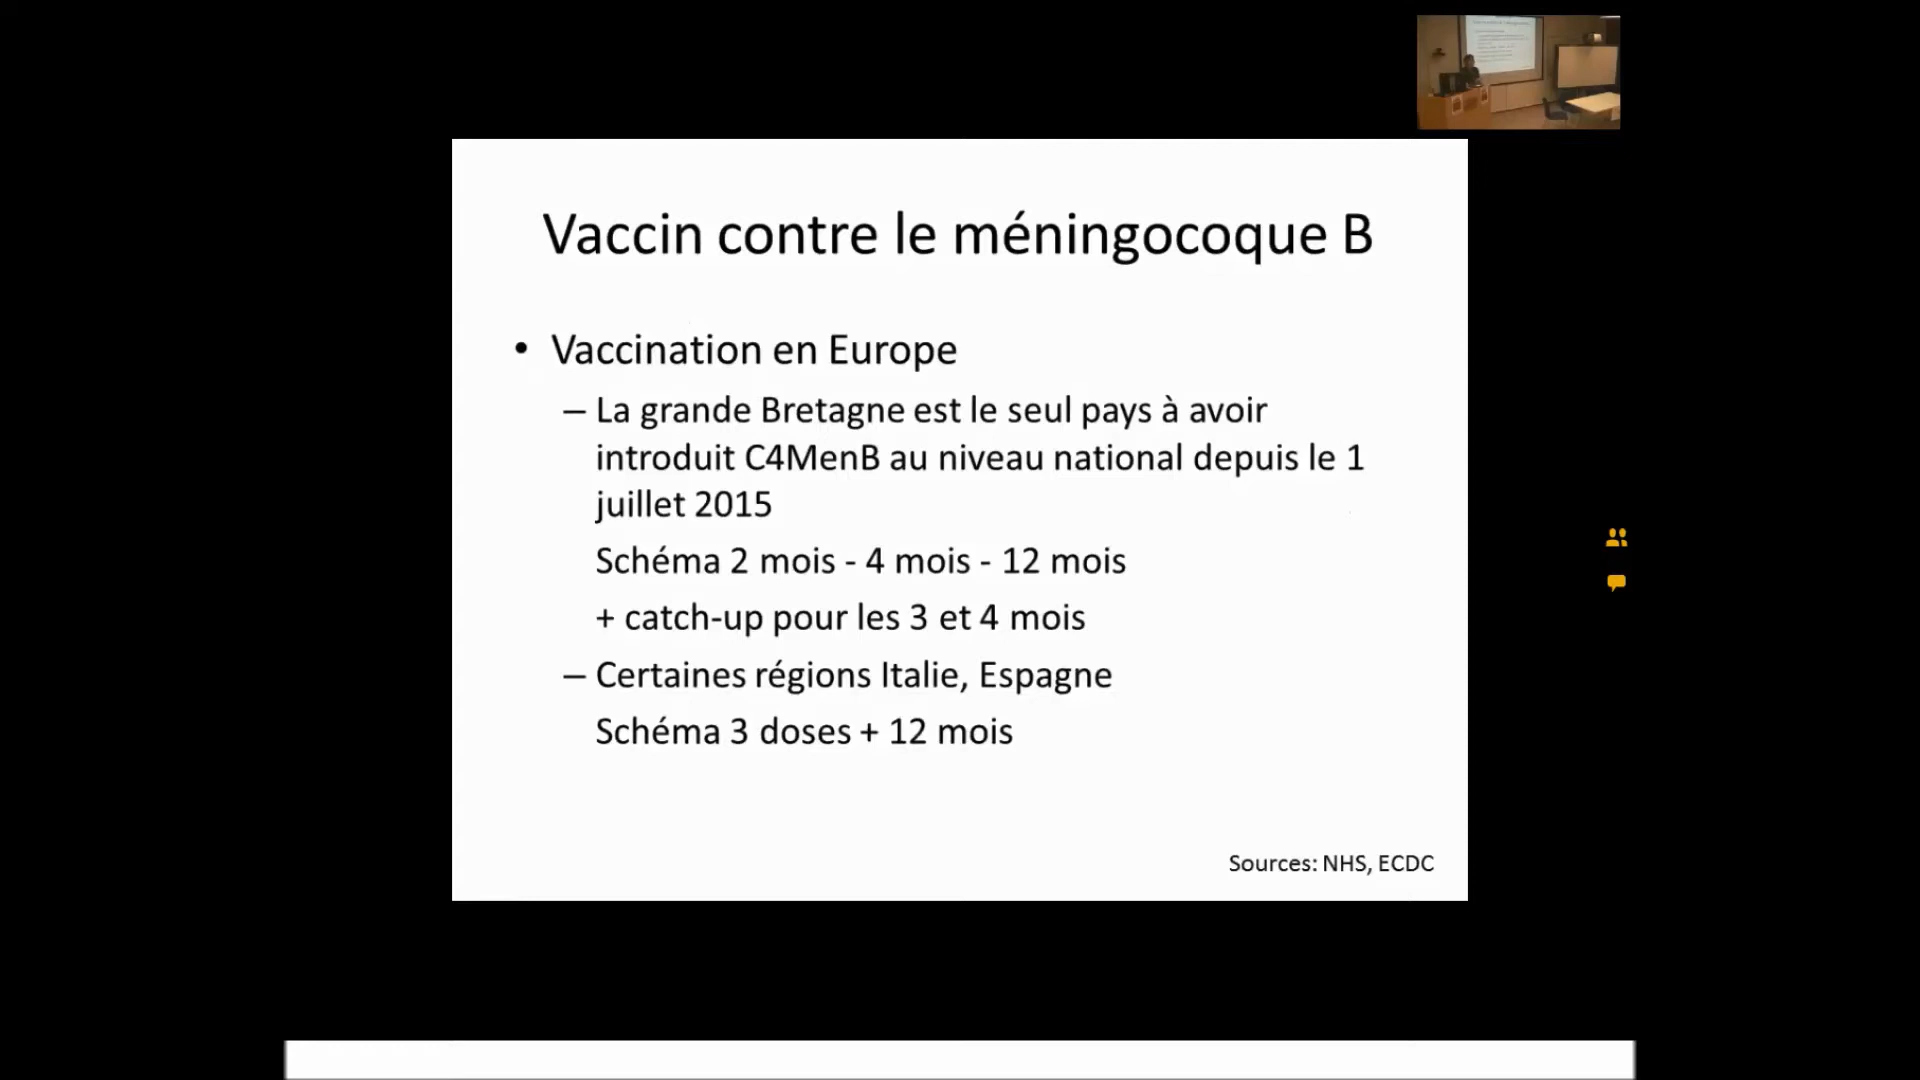 Vaccin contre le méningocoque B
• Vaccination en Europe
– La grande Bretagne est le seul pays à avoir
introduit C4MenB au niveau national depuis le 1
juillet 2015
Schéma 2 mois - 4 mois - 12 mois
+ catch-up pour les 3 et 4 mois
– Certaines régions Italie, Espagne
Schéma 3 doses + 12 mois
Sources: NHS, ECDC